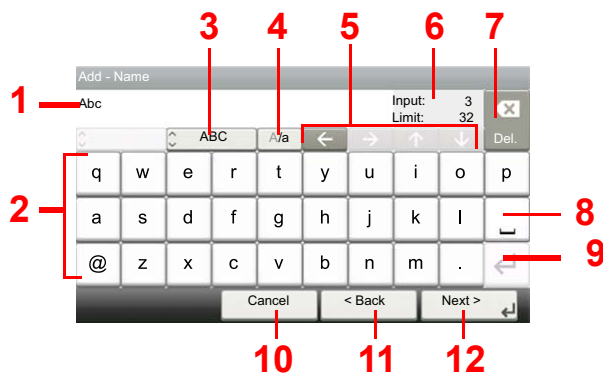 3 4 5 6 7
Add - Name
1 Abc Input: 3
Limit: 32
ABC A/a ← → ↑ ↓ Del.
2 q w e r t y u i o p
a s d f g h j k l 8
@ z x c v b n m . 9
Cancel < Back Next >
10 11 12